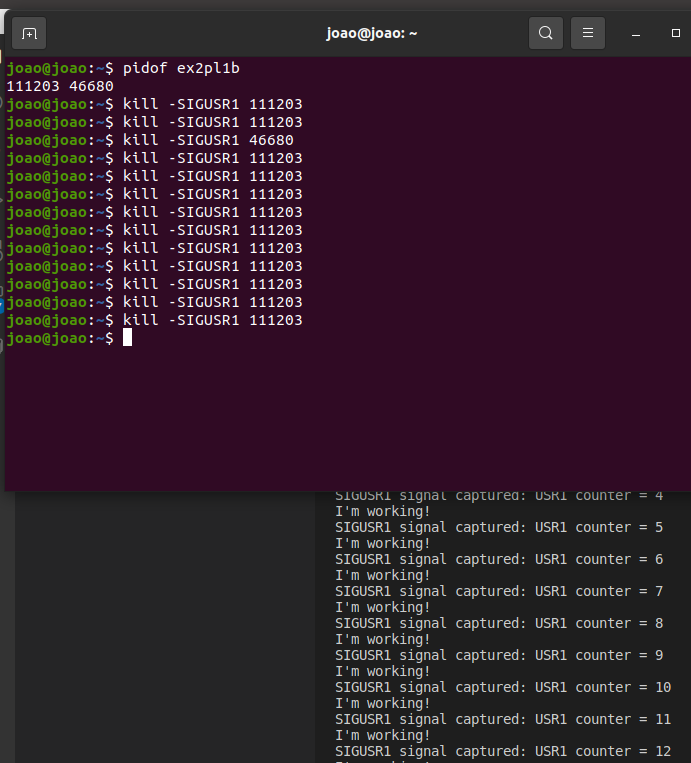 joao@joao: ~
joao@joao:~$ pidof ex2pl1b
111203 46680
joao@joao:~$ kill -SIGUSR1 111203
joao@joao:~$ kill -SIGUSR1 111203
joao@joao:~$ kill -SIGUSR1 46680
joao@joao:~$ kill -SIGUSR1 111203
joao@joao:~$ kill -SIGUSR1 111203
joao@joao:~$ kill -SIGUSR1 111203
joao@joao:~$ kill -SIGUSR1 111203
joao@joao:~$ kill -SIGUSR1 111203
joao@joao:~$ kill -SIGUSR1 111203
joao@joao:~$ kill -SIGUSR1 111203
joao@joao:~$ kill -SIGUSR1 111203
joao@joao:~$ kill -SIGUSR1 111203
joao@joao:~$ kill -SIGUSR1 111203
joao@joao:~$
SIGUSR1 signal captured: USR1 counter = 4
I'm working!
SIGUSR1 signal captured: USR1 counter = 5
I'm working!
SIGUSR1 signal captured: USR1 counter = 6
I'm working!
SIGUSR1 signal captured: USR1 counter = 7
I'm working!
SIGUSR1 signal captured: USR1 counter = 8
I'm working!
SIGUSR1 signal captured: USR1 counter = 9
I'm working!
SIGUSR1 signal captured: USR1 counter = 10
I'm working!
SIGUSR1 signal captured: USR1 counter = 11
I'm working!
SIGUSR1 signal captured: USR1 counter = 12